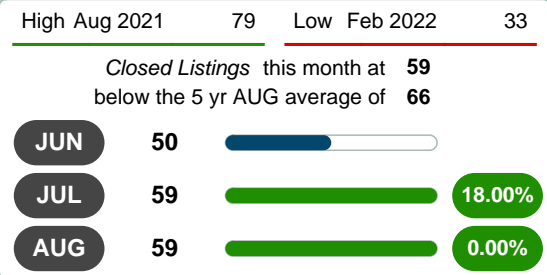 High Aug 2021 79 Low Feb 2022 33
Closed Listings this month at 59
below the 5 yr AUG average of 66
JUN 50
JUL 59 18.00%
AUG 59 0.00%